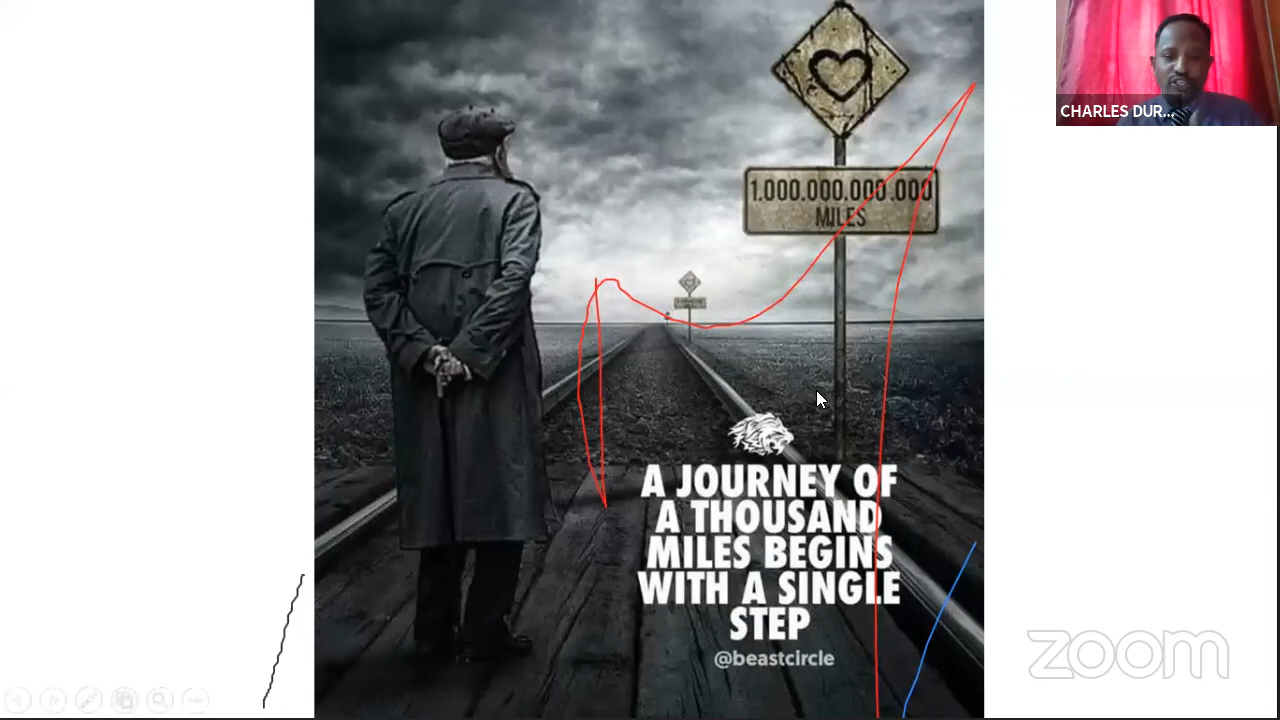 CHARLES DUR...
1.000.000.000.000
MILES
A JOURNEY OF
A THOUSAND
MILES BEGINS
WITH A SINGLE
STEP
@beastcircle
zoom